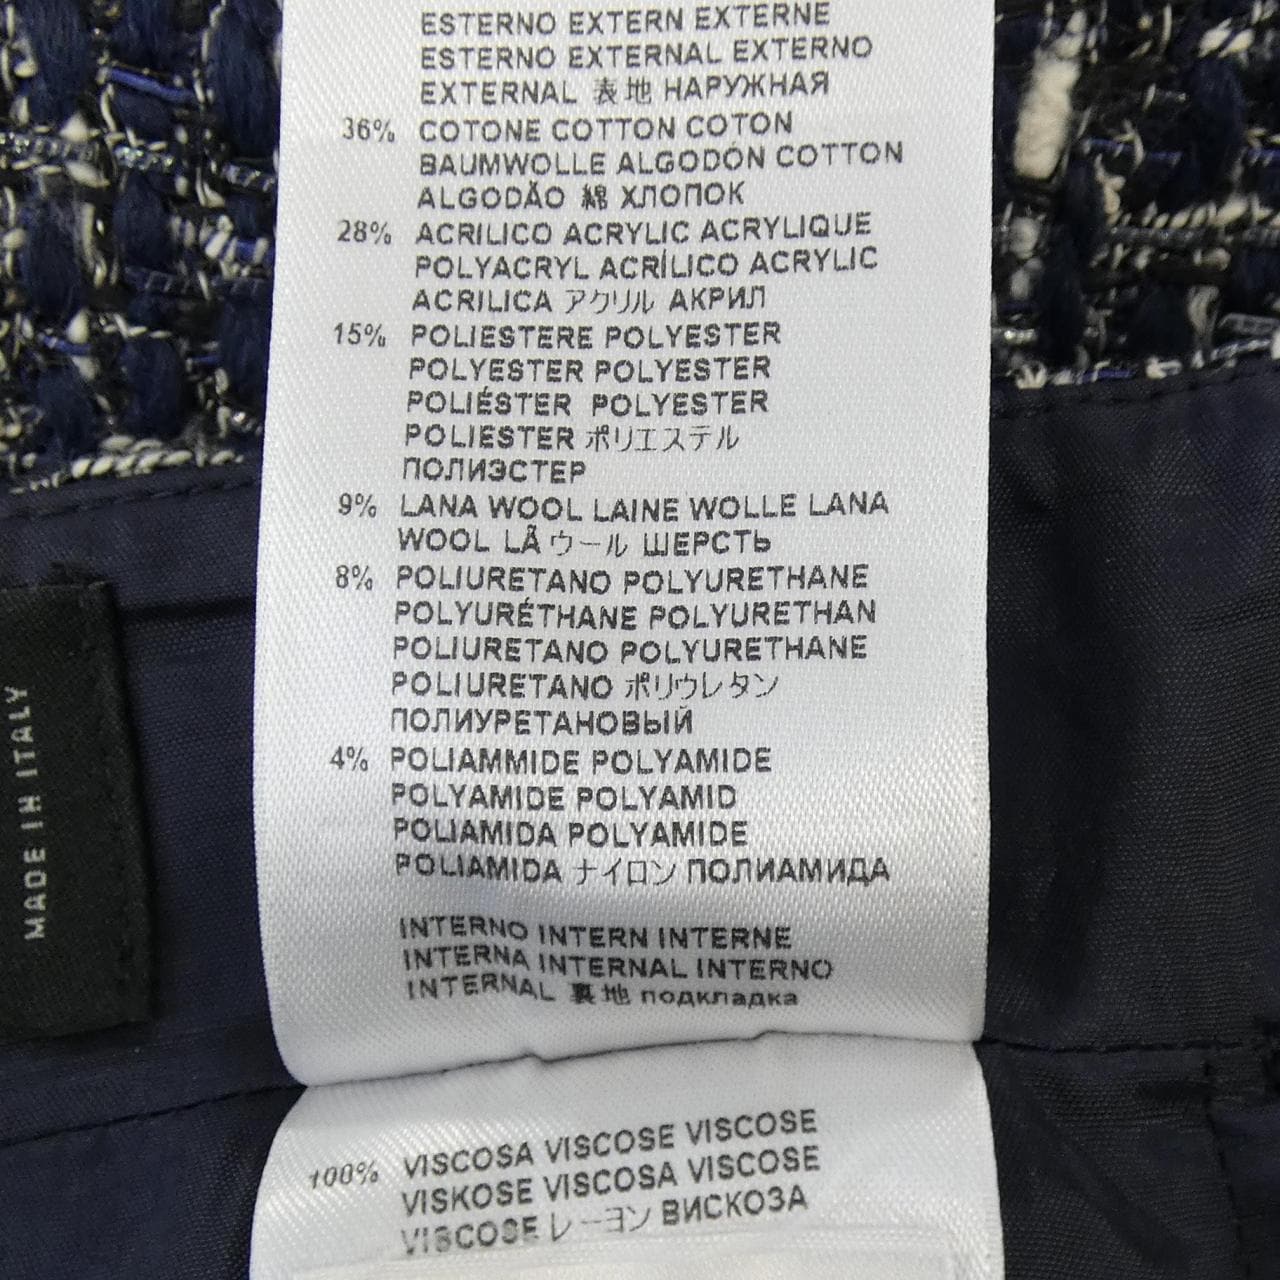 ESTERNO EXTERN EXTERNE
ESTERNO EXTERNAL EXTERNO
EXTERNAL 表地 НАРУЖНАЯ
36% COTONE COTTON COTON
BAUMWOLLE ALGODÓN COTTON
ALGODÃO 綿 ХЛОПОК
28% ACRILICO ACRYLIC ACRYLIQUE
POLYACRYL ACRÍLICO ACRYLIC
ACRILICA アクリル АКРИЛ
15% POLIESTERE POLYESTER
POLYESTER POLYESTER
POLIÉSTER POLYESTER
POLIESTER ポリエステル
ПОЛИЭСТЕР
9% LANA WOOL LAINE WOLLE LANA
WOOL LÃ ウール ШЕРСТЬ
8% POLIURETANO POLYURETHANE
POLYURÉTHANE POLYURETHAN
POLIURETANO POLYURETHANE
POLIURETANO ポリウレタン
ПОЛИУРЕТАНОВЫЙ
4% POLIAMMIDE POLYAMIDE
POLYAMIDE POLYAMID
POLIAMIDA POLYAMIDE
POLIAMIDA ナイロン ПОЛИАМИДА
INTERNO INTERN INTERNE
INTERNA INTERNAL INTERNO
INTERNAL 裏地 подкладка
100% VISCOSA VISCOSE VISCOSE
VISKOSE VISCOSA VISCOSE
VISCOSE レーヨン ВИСКОЗА
MADE IN ITALY